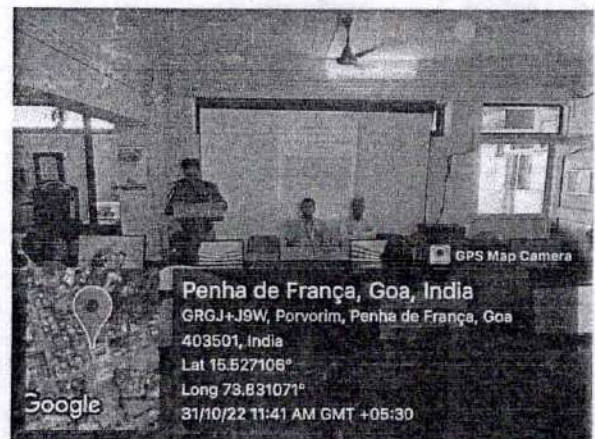 GPS Map Camera
Penha de França, Goa, India
GRGJ+J9W, Porvorim, Penha de França, Goa
403501, India
Lat 15.527106°
Long 73.831071°
31/10/22 11:41 AM GMT +05:30
Google